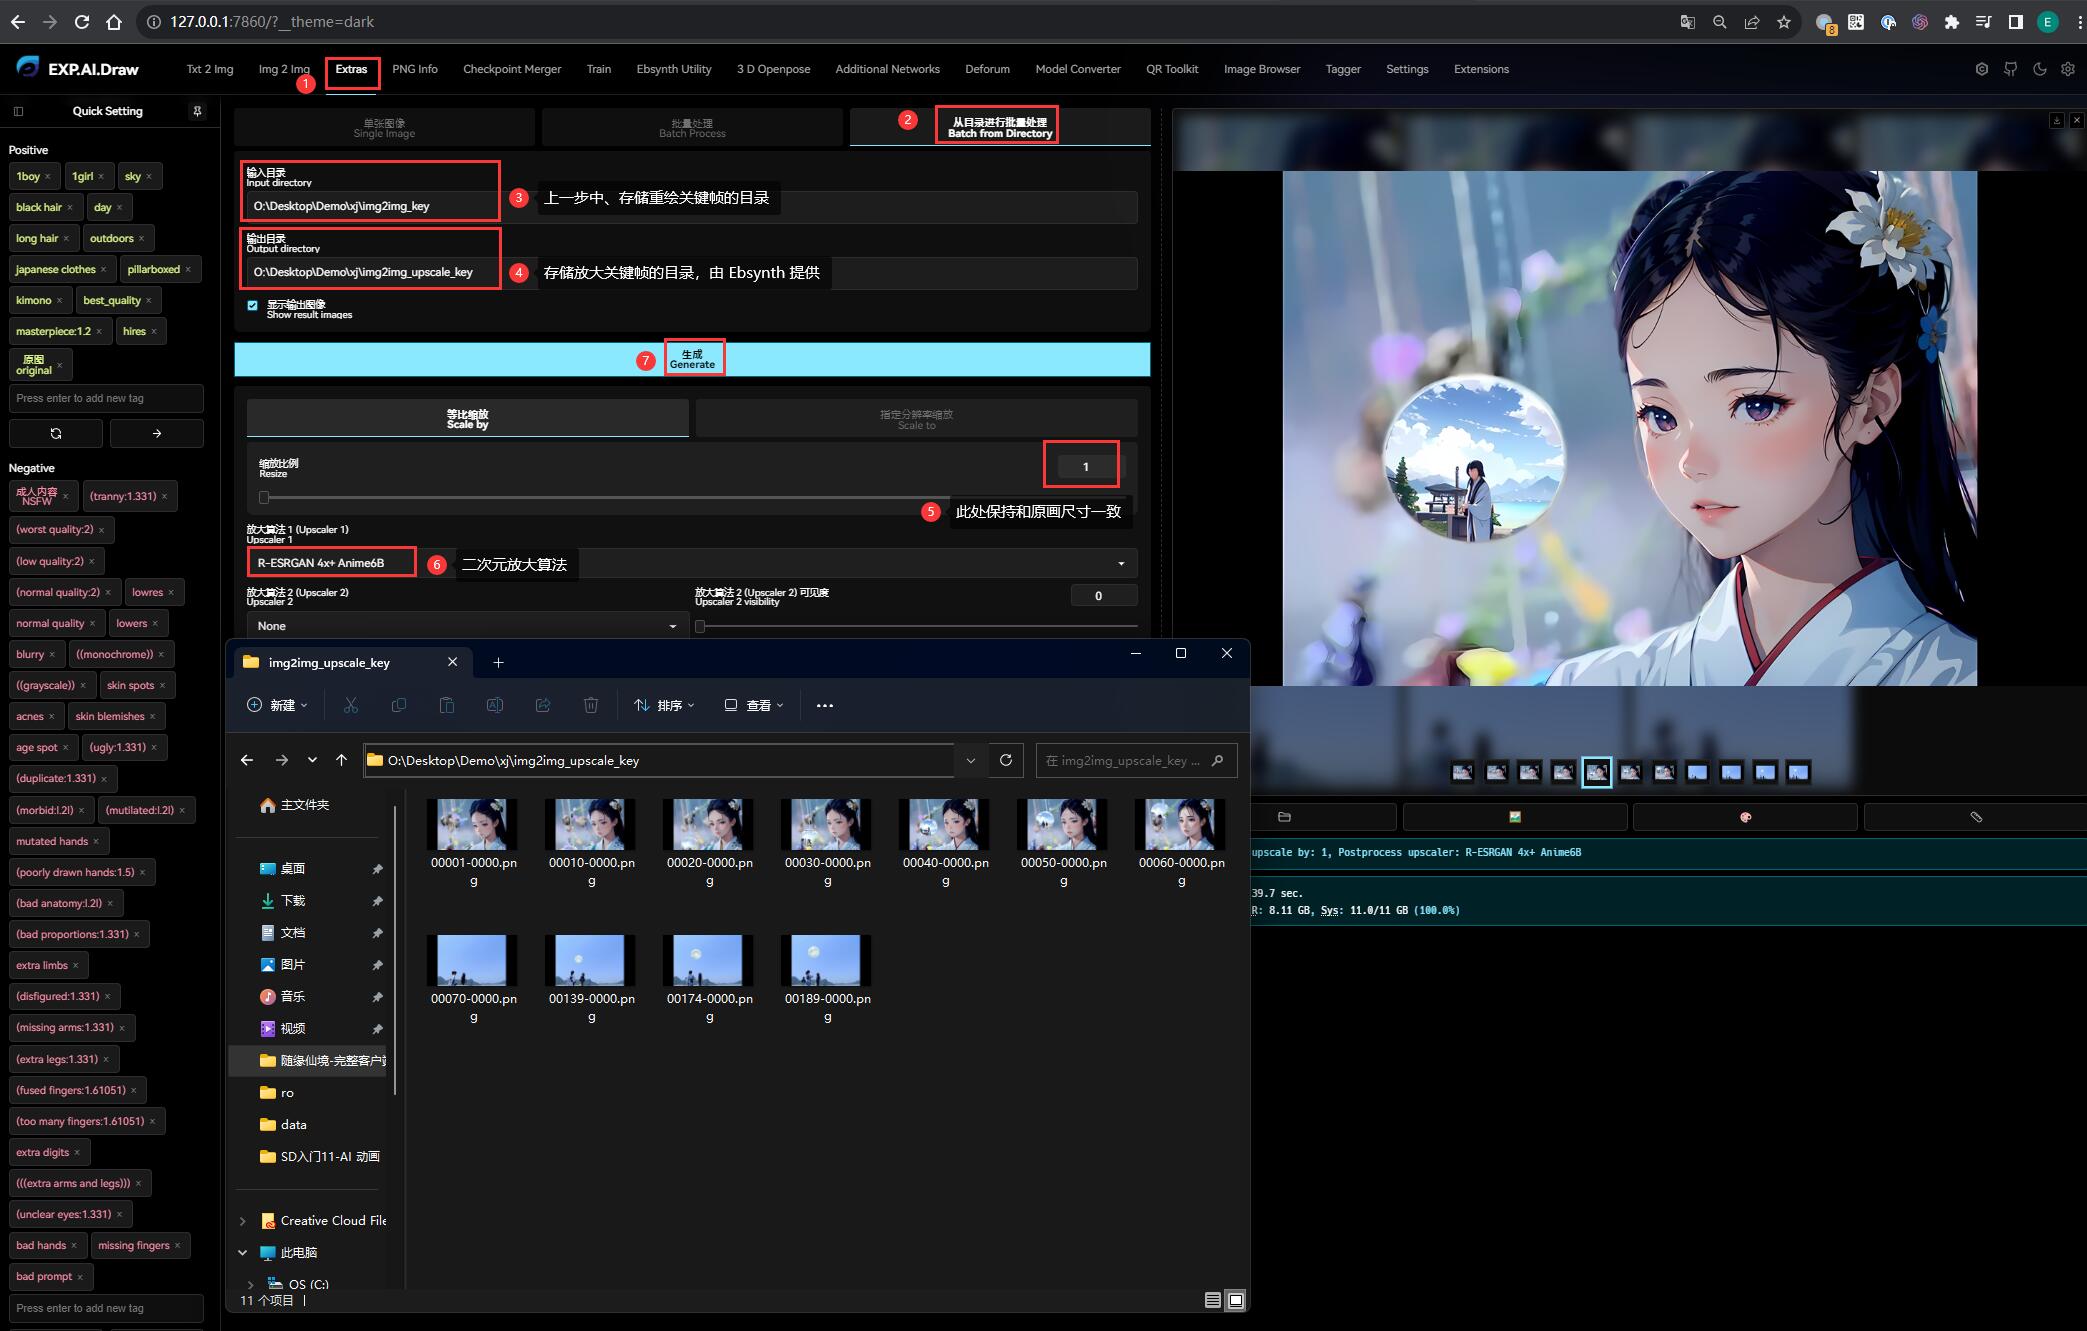 127.0.0.1:7860/?__theme=dark
8
E
EXP.AI.Draw
Txt 2 Img
Img 2 Img
1
Extras
PNG Info
Checkpoint Merger
Train
Ebsynth Utility
3 D Openpose
Additional Networks
Deforum
Model Converter
QR Toolkit
Image Browser
Tagger
Settings
Extensions
Quick Setting
Positive
1boy ×
1girl ×
sky ×
black hair ×
day ×
long hair ×
outdoors ×
japanese clothes ×
pillarboxed ×
kimono ×
best_quality ×
masterpiece:1.2 ×
hires ×
原图
original ×
Press enter to add new tag
Negative
成人内容
NSFW ×
(tranny:1.331) ×
(worst quality:2) ×
(low quality:2) ×
(normal quality:2) ×
lowres ×
normal quality ×
lowers ×
blurry ×
((monochrome)) ×
((grayscale)) ×
skin spots ×
acnes ×
skin blemishes ×
age spot ×
(ugly:1.331) ×
(duplicate:1.331) ×
(morbid:l.2l) ×
(mutilated:l.2l) ×
mutated hands ×
(poorly drawn hands:1.5) ×
(bad anatomy:l.2l) ×
(bad proportions:1.331) ×
extra limbs ×
(disfigured:1.331) ×
(missing arms:1.331) ×
(extra legs:1.331) ×
(fused fingers:1.61051) ×
(too many fingers:1.61051) ×
extra digits ×
(((extra arms and legs))) ×
(unclear eyes:1.331) ×
bad hands ×
missing fingers ×
bad prompt ×
Press enter to add new tag
单张图像
Single Image
批量处理
Batch Process
2
从目录进行批量处理
Batch from Directory
输入目录
Input directory
O:\Desktop\Demo\xj\img2img_key
3
上一步中、存储重绘关键帧的目录
输出目录
Output directory
O:\Desktop\Demo\xj\img2img_upscale_key
4
存储放大关键帧的目录，由 Ebsynth 提供
显示输出图像
Show result images
7
生成
Generate
等比缩放
Scale by
指定分辨率缩放
Scale to
缩放比例
Resize
1
5
此处保持和原画尺寸一致
放大算法 1 (Upscaler 1)
Upscaler 1
R-ESRGAN 4x+ Anime6B
6
二次元放大算法
放大算法 2 (Upscaler 2)
Upscaler 2
None
放大算法 2 (Upscaler 2) 可见度
Upscaler 2 visibility
0
img2img_upscale_key
新建
排序
查看
O:\Desktop\Demo\xj\img2img_upscale_key
在 img2img_upscale_key ...
主文件夹
桌面
下载
文档
图片
音乐
视频
随缘仙境-完整客户端
ro
data
SD入门11-AI 动画
Creative Cloud File
此电脑
OS (C:)
00001-0000.png
00010-0000.png
00020-0000.png
00030-0000.png
00040-0000.png
00050-0000.png
00060-0000.png
00070-0000.png
00139-0000.png
00174-0000.png
00189-0000.png
11 个项目
upscale by: 1, Postprocess upscaler: R-ESRGAN 4x+ Anime6B
39.7 sec.
R: 8.11 GB, Sys: 11.0/11 GB (100.0%)